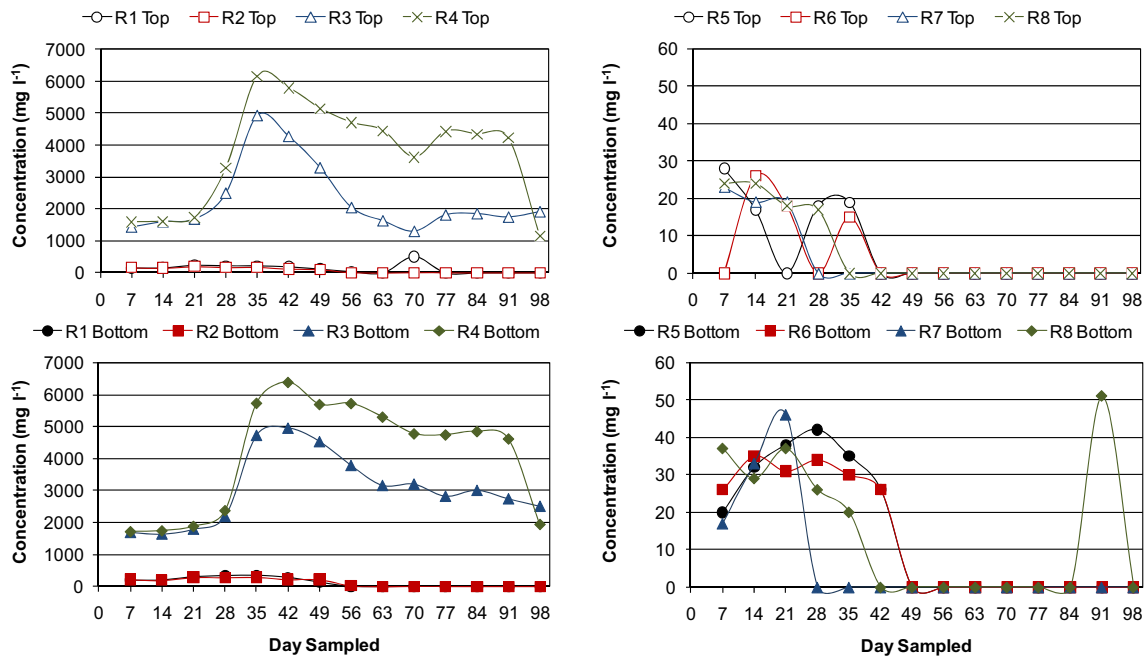 R1 Top R2 Top R3 Top R4 Top
7000
6000
5000
4000
3000
2000
1000
0
Concentration (mg l-1)
0 7 14 21 28 35 42 49 56 63 70 77 84 91 98
R5 Top R6 Top R7 Top R8 Top
60
50
40
30
20
10
0
Concentration (mg l-1)
0 7 14 21 28 35 42 49 56 63 70 77 84 91 98
R1 Bottom R2 Bottom R3 Bottom R4 Bottom
7000
6000
5000
4000
3000
2000
1000
0
Concentration (mg l-1)
0 7 14 21 28 35 42 49 56 63 70 77 84 91 98
Day Sampled
R5 Bottom R6 Bottom R7 Bottom R8 Bottom
60
50
40
30
20
10
0
Concentration (mg l-1)
0 7 14 21 28 35 42 49 56 63 70 77 84 91 98
Day Sampled